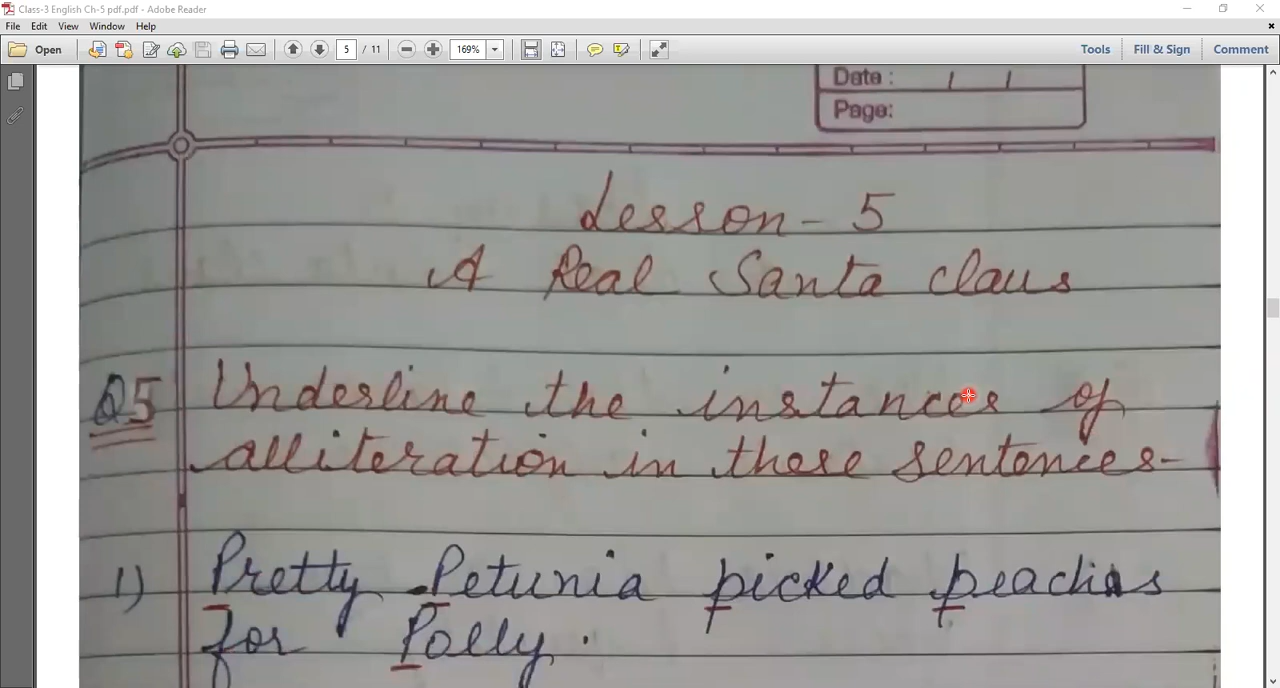 Class-3 English Ch-5 pdf.pdf - Adobe Reader
File Edit View Window Help
Open 5 / 11 169% Tools Fill & Sign Comment
Date : / /
Page:
Lesson - 5
A Real Santa Claus
Q5 Underline the instances of
alliteration in these sentences-
1) Pretty Petunia picked peaches
for Polly.